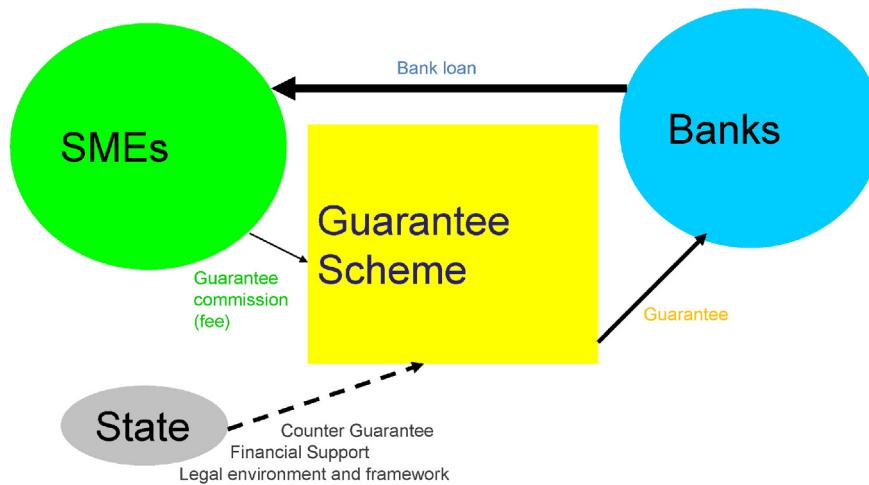 Bank loan
SMEs
Banks
Guarantee
Scheme
Guarantee
commission
(fee)
Guarantee
State
Counter Guarantee
Financial Support
Legal environment and framework